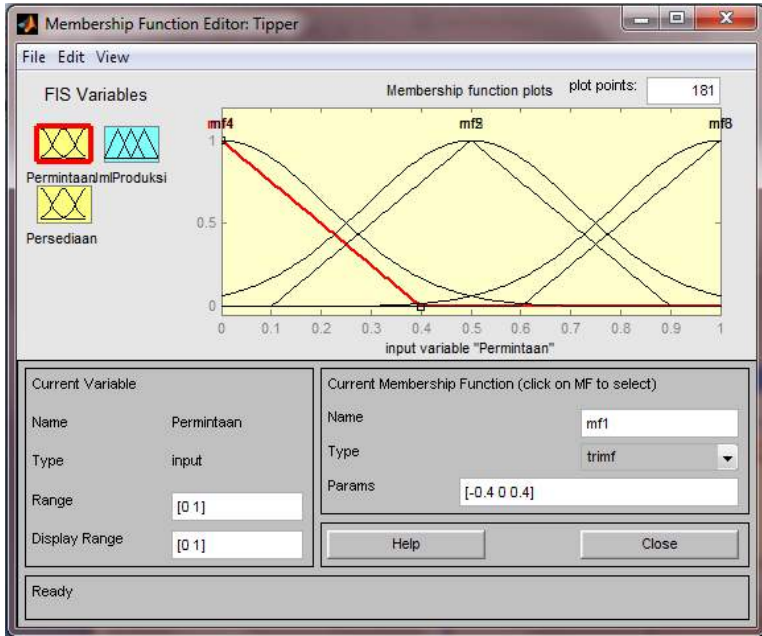 Membership Function Editor: Tipper
File Edit View
FIS Variables
Membership function plots plot points: 181
PermintaanJmlProduksi
Persediaan
mf2
1
0.5
0
0 0.1 0.2 0.3 0.4 0.5 0.6 0.7 0.8 0.9 1
input variable "Permintaan"
Current Variable
Name Permintaan
Type input
Range [0 1]
Display Range [0 1]
Current Membership Function (click on MF to select)
Name mf1
Type trimf
Params [-0.4 0 0.4]
Help Close
Ready